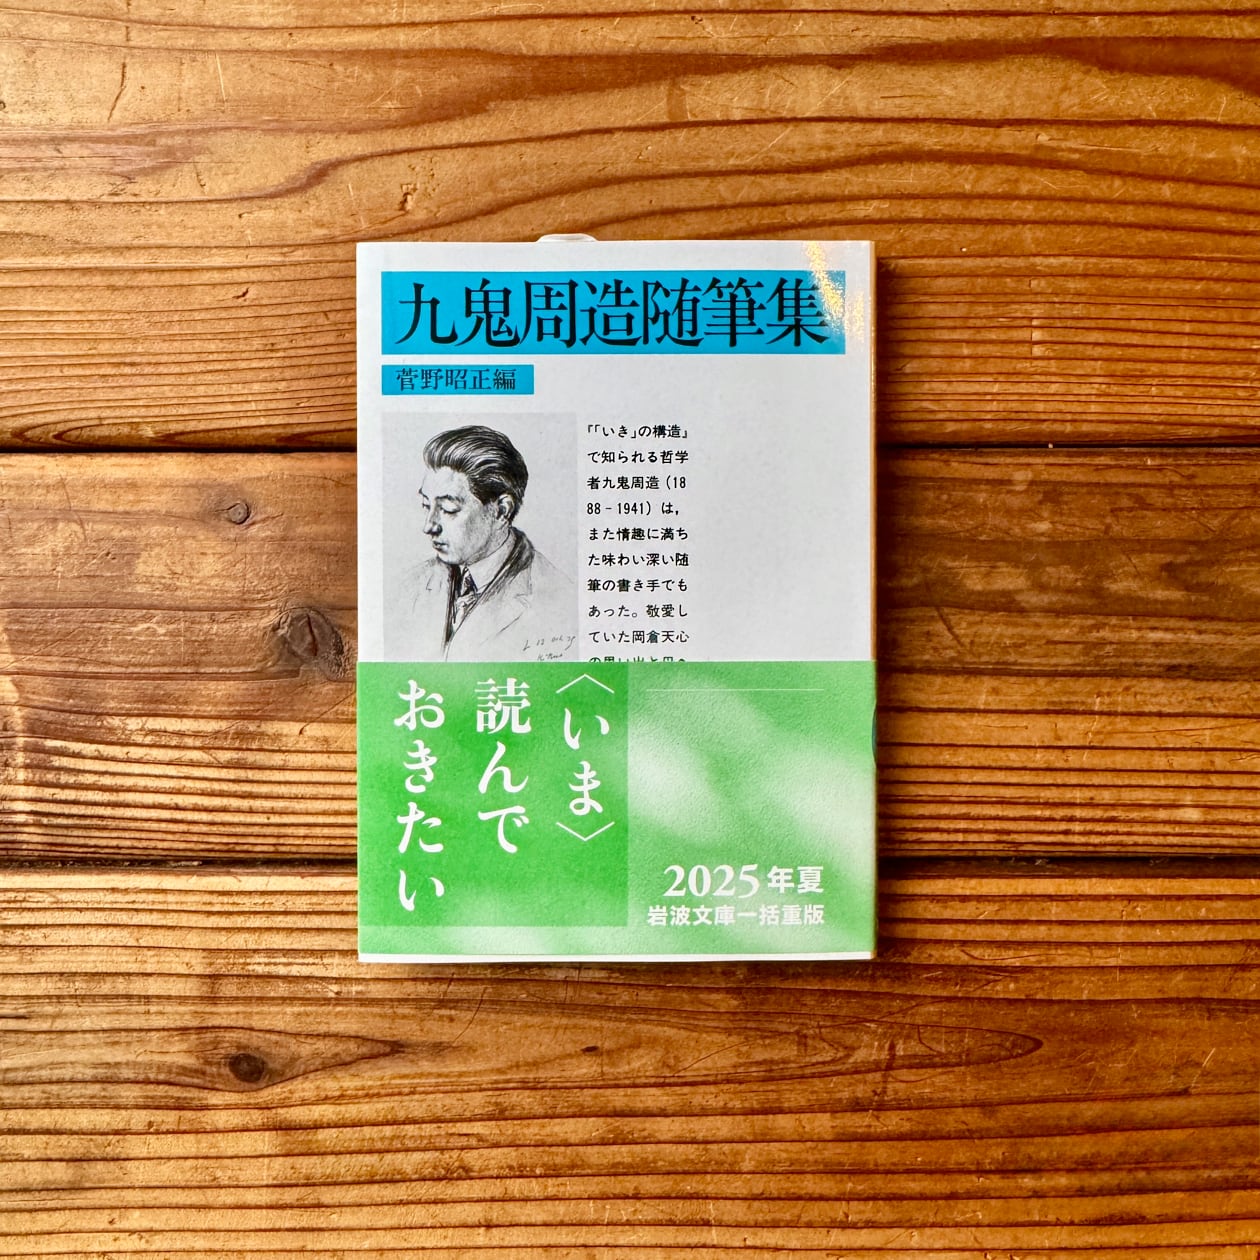 九鬼周造随筆集
菅野昭正編
『「いき」の構造』
で知られる哲学
者九鬼周造(18
88-1941)は,
また情趣に満ち
た味わい深い随
筆の書き手でも
あった。敬愛し
ていた岡倉天心
〈いま〉
読んで
おきたい
2025年夏
岩波文庫一括重版